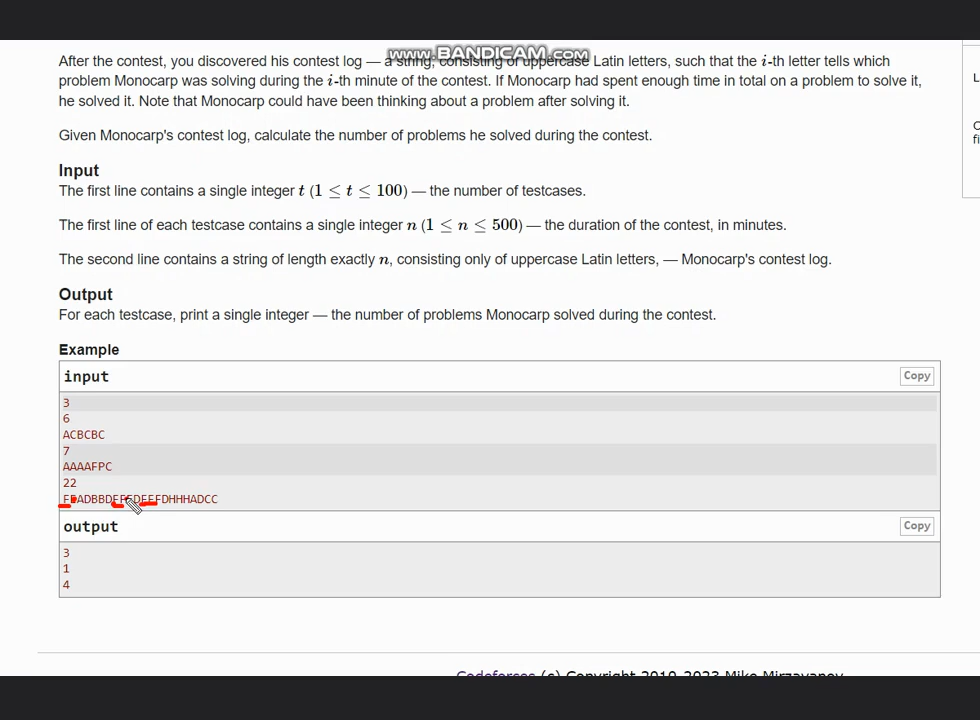 www.BANDICAM.com
After the contest, you discovered his contest log — a string, consisting of uppercase Latin letters, such that the i-th letter tells which
problem Monocarp was solving during the i-th minute of the contest. If Monocarp had spent enough time in total on a problem to solve it,
he solved it. Note that Monocarp could have been thinking about a problem after solving it.
Given Monocarp's contest log, calculate the number of problems he solved during the contest.
Input
The first line contains a single integer t (1 ≤ t ≤ 100) — the number of testcases.
The first line of each testcase contains a single integer n (1 ≤ n ≤ 500) — the duration of the contest, in minutes.
The second line contains a string of length exactly n, consisting only of uppercase Latin letters, — Monocarp's contest log.
Output
For each testcase, print a single integer — the number of problems Monocarp solved during the contest.
Example
input
Copy
3
6
ACBCBC
7
AAAAFPC
22
output
Copy
3
1
4
Codeforces (c) Copyright 2010-2023 Mike Mirzayanov